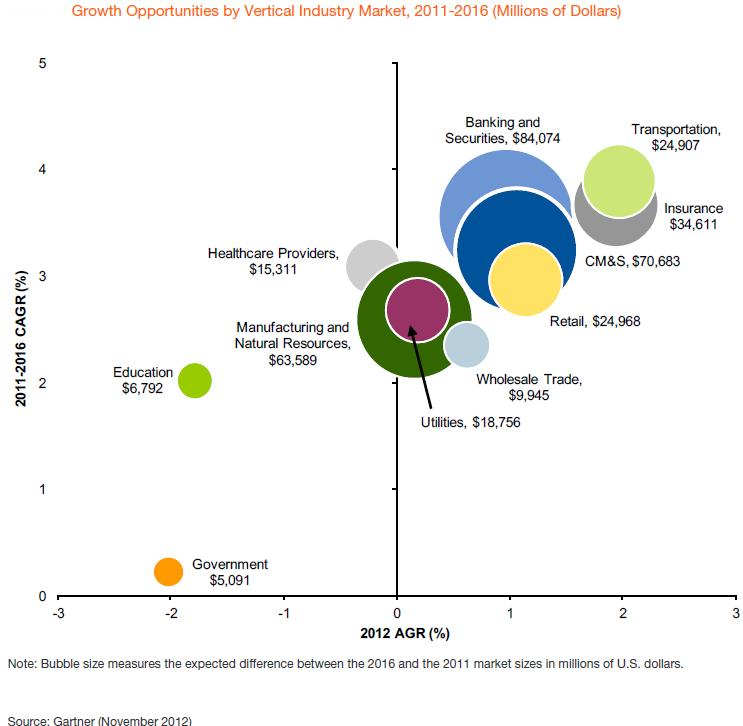 Growth Opportunities by Vertical Industry Market, 2011-2016 (Millions of Dollars)
5
4
3
2
1
0
2011-2016 CAGR (%)
Banking and
Securities, $84,074
Transportation,
$24,907
Insurance
$34,611
CM&S, $70,683
Healthcare Providers,
$15,311
Retail, $24,968
Manufacturing and
Natural Resources,
$63,589
Education
$6,792
Wholesale Trade,
$9,945
Utilities, $18,756
Government
$5,091
-3 -2 -1 0 1 2 3
2012 AGR (%)
Note: Bubble size measures the expected difference between the 2016 and the 2011 market sizes in millions of U.S. dollars.
Source: Gartner (November 2012)